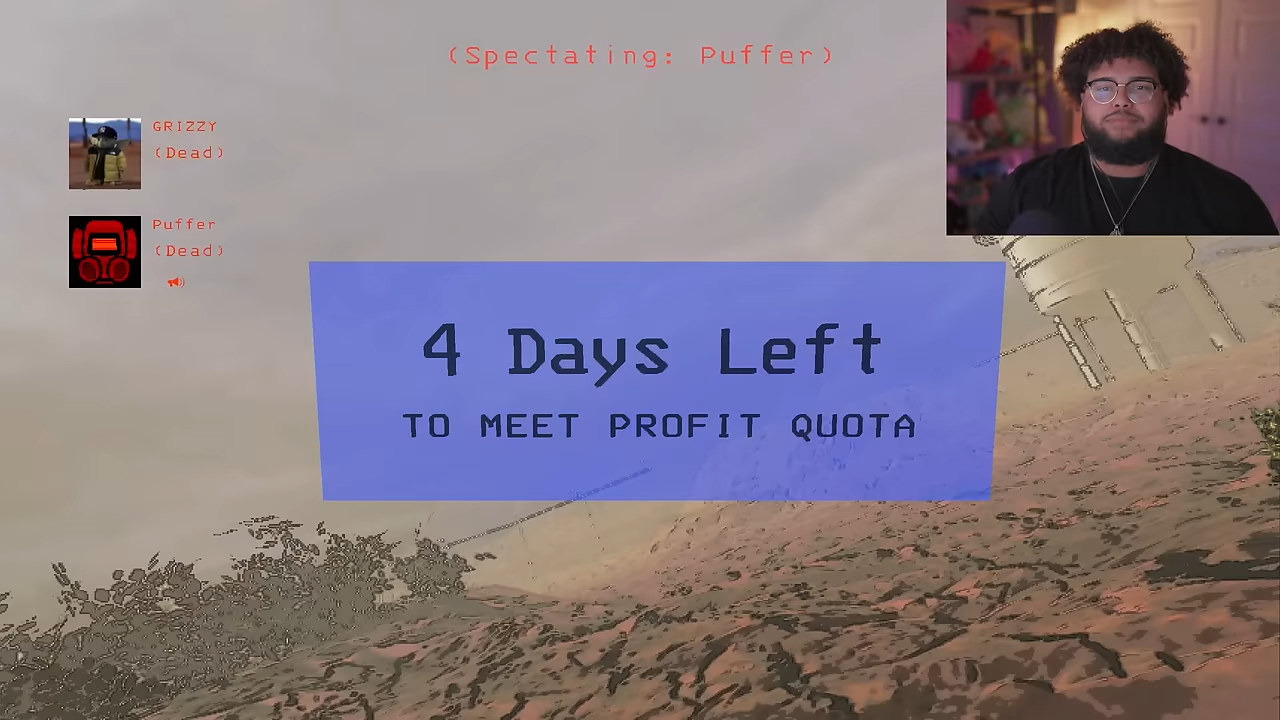 (Spectating: Puffer)
GRIZZY
(Dead)
Puffer
(Dead)
4 Days Left
TO MEET PROFIT QUOTA